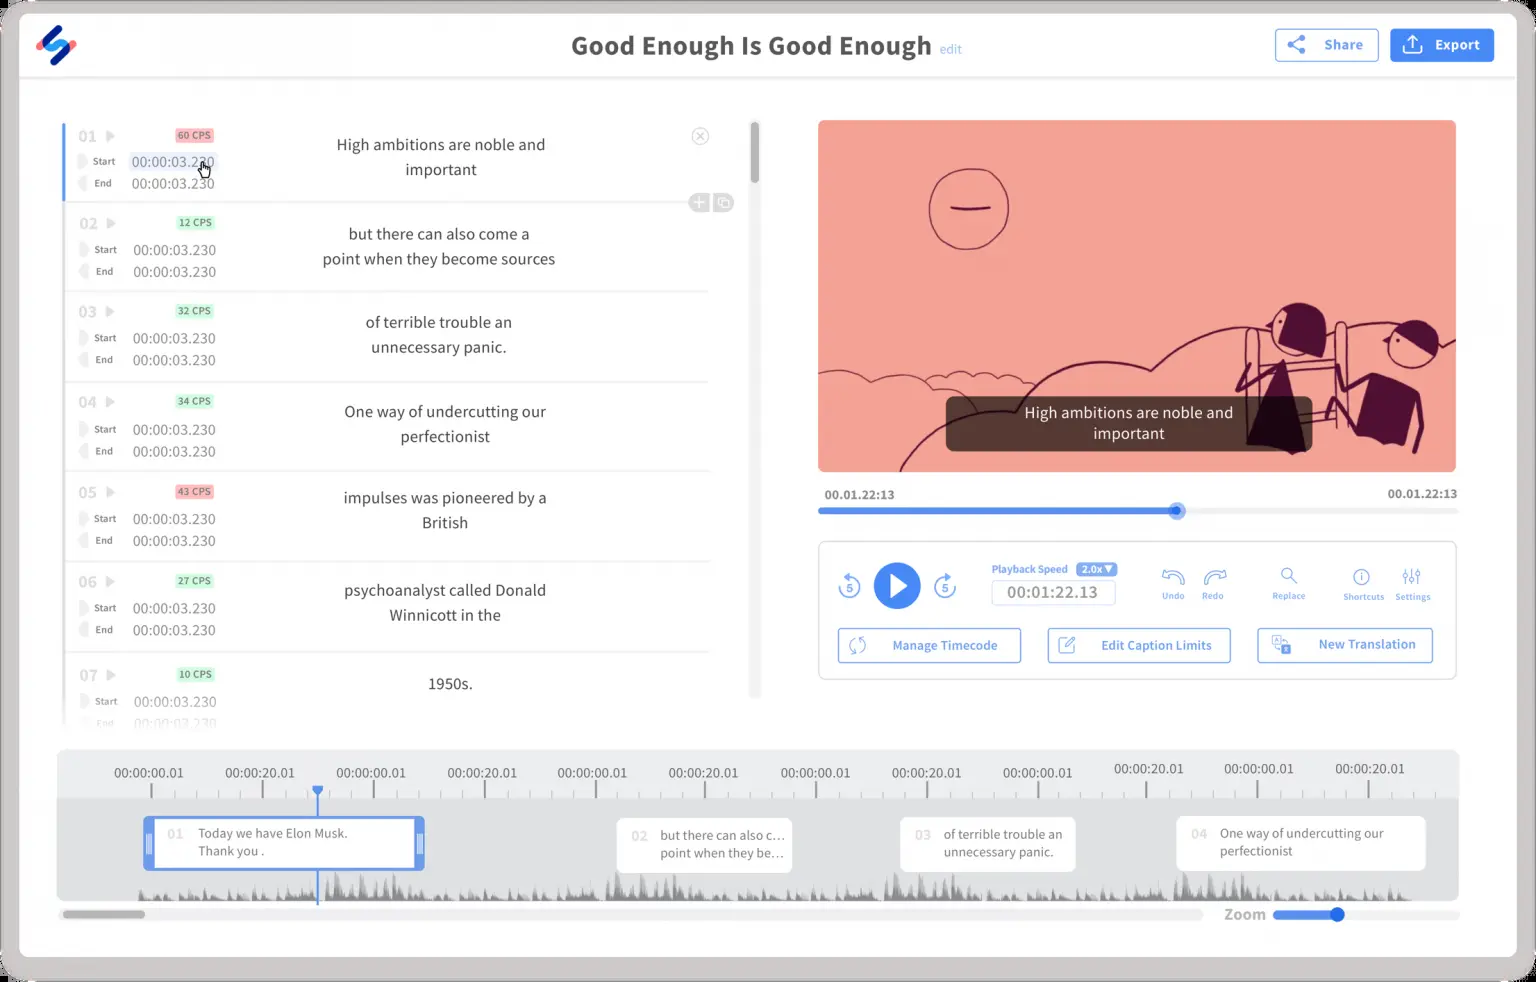 Good Enough Is Good Enough edit
Share
Export
01
60 CPS
Start 00:00:03.230
End 00:00:03.230
High ambitions are noble and
important
02
12 CPS
Start 00:00:03.230
End 00:00:03.230
but there can also come a
point when they become sources
03
32 CPS
Start 00:00:03.230
End 00:00:03.230
of terrible trouble an
unnecessary panic.
04
34 CPS
Start 00:00:03.230
End 00:00:03.230
One way of undercutting our
perfectionist
05
43 CPS
Start 00:00:03.230
End 00:00:03.230
impulses was pioneered by a
British
06
27 CPS
Start 00:00:03.230
End 00:00:03.230
psychoanalyst called Donald
Winnicott in the
07
10 CPS
Start 00:00:03.230
End 00:00:03.230
1950s.
High ambitions are noble and
important
00.01.22:13
00.01.22:13
5
5
Playback Speed 2.0x
00:01:22.13
Undo
Redo
Replace
Shortcuts
Settings
Manage Timecode
Edit Caption Limits
New Translation
00:00:00.01 00:00:20.01 00:00:00.01 00:00:20.01 00:00:00.01 00:00:20.01 00:00:00.01 00:00:20.01 00:00:00.01 00:00:20.01 00:00:00.01 00:00:20.01
01
Today we have Elon Musk.
Thank you .
02
but there can also c...
point when they be...
03
of terrible trouble an
unnecessary panic.
04
One way of undercutting our
perfectionist
Zoom